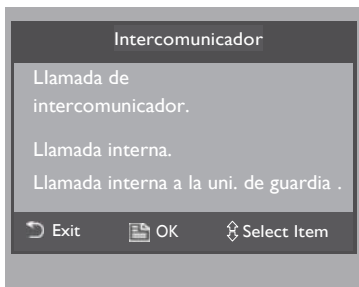 Intercomunicador
Llamada de
intercomunicador.
Llamada interna.
Llamada interna a la uni. de guardia .
Exit OK Select Item